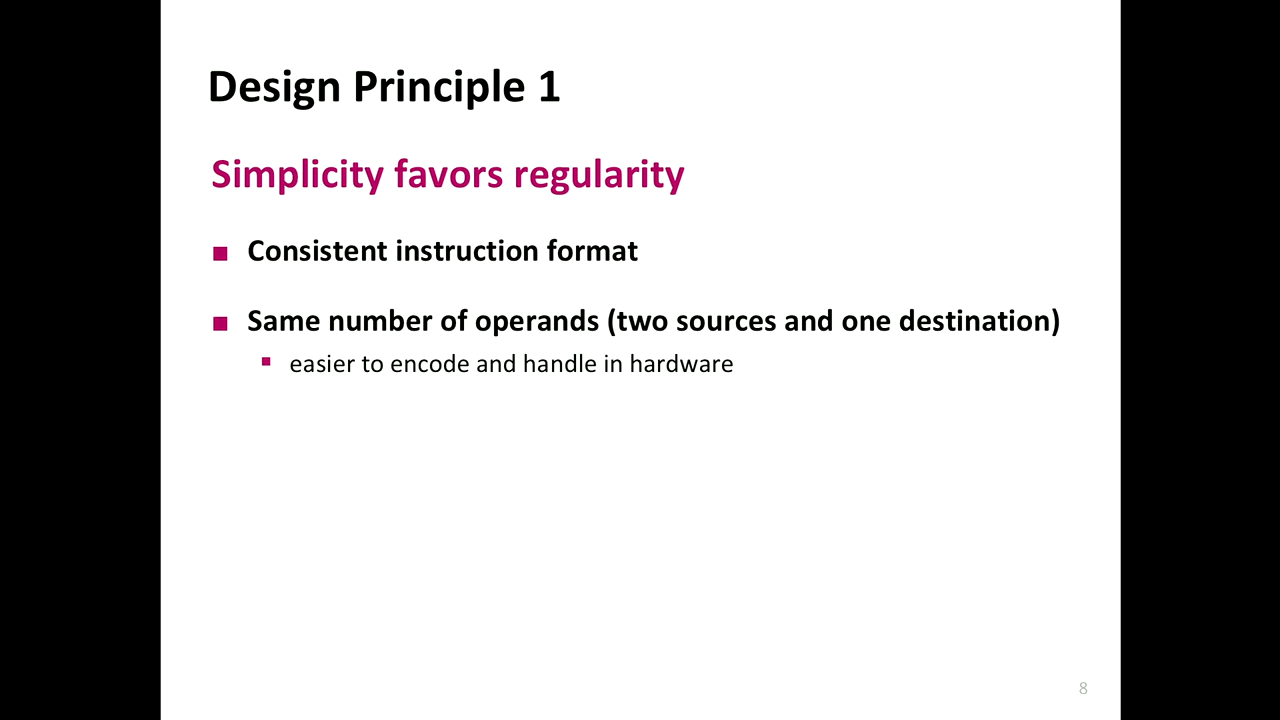 Design Principle 1
Simplicity favors regularity
Consistent instruction format
Same number of operands (two sources and one destination)
easier to encode and handle in hardware
8